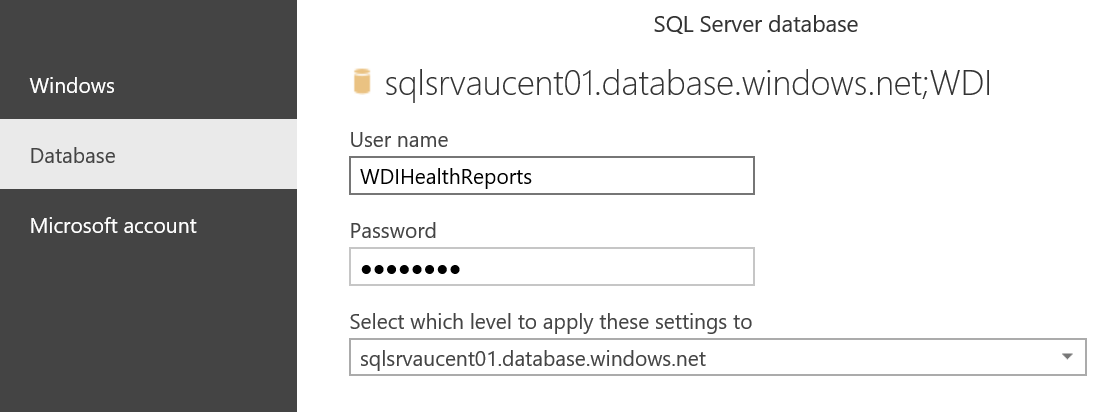 SQL Server database
Windows
Database
Microsoft account
sqlsrvaucent01.database.windows.net;WDI
User name
WDIHealthReports
Password
●●●●●●●●
Select which level to apply these settings to
sqlsrvaucent01.database.windows.net